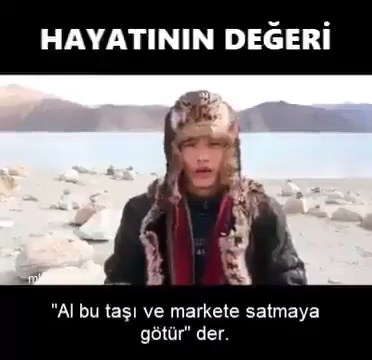 HAYATININ DEĞERİ
"Al bu taşı ve markete satmaya
götür" der.